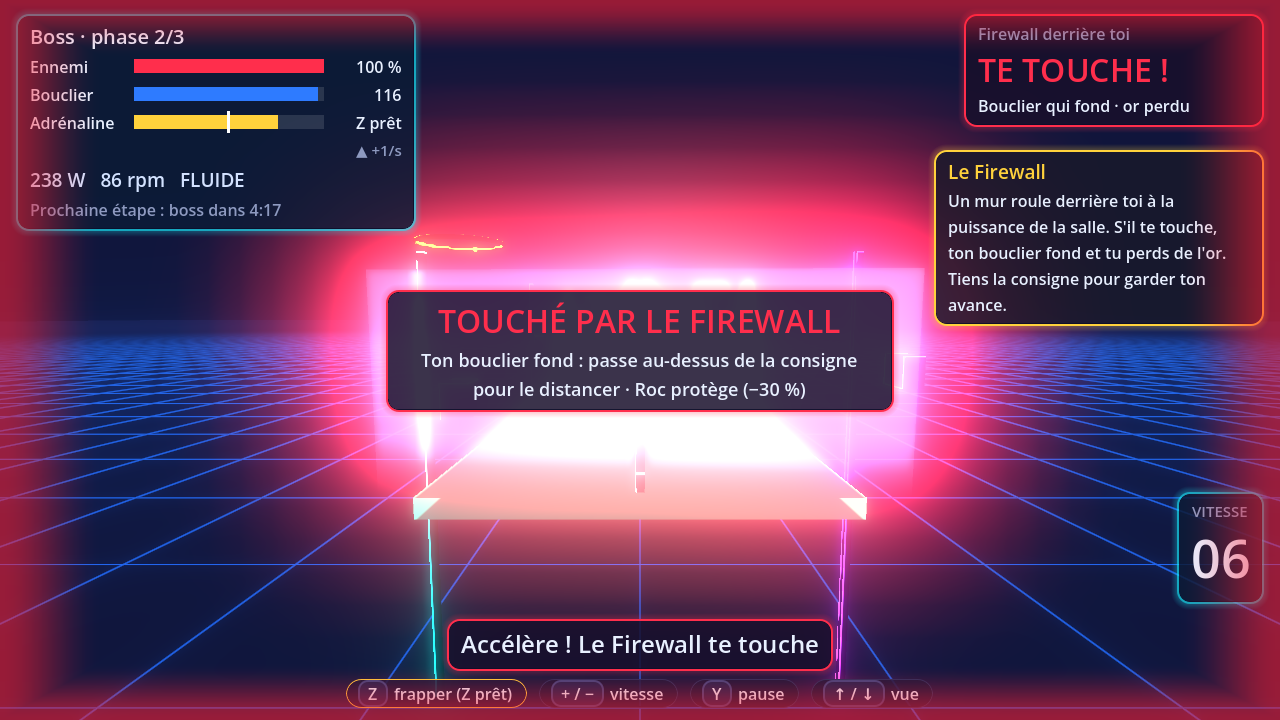 Boss · phase 2/3
Ennemi 100 %
Bouclier 116
Adrénaline Z prêt
▲ +1/s
238 W 86 rpm FLUIDE
Prochaine étape : boss dans 4:17
Firewall derrière toi
TE TOUCHE !
Bouclier qui fond · or perdu
Le Firewall
Un mur roule derrière toi à la
puissance de la salle. S'il te touche,
ton bouclier fond et tu perds de l'or.
Tiens la consigne pour garder ton
avance.
TOUCHÉ PAR LE FIREWALL
Ton bouclier fond : passe au-dessus de la consigne
pour le distancer · Roc protège (−30 %)
VITESSE
06
Accélère ! Le Firewall te touche
Z frapper (Z prêt) + / − vitesse Y pause ↑ / ↓ vue